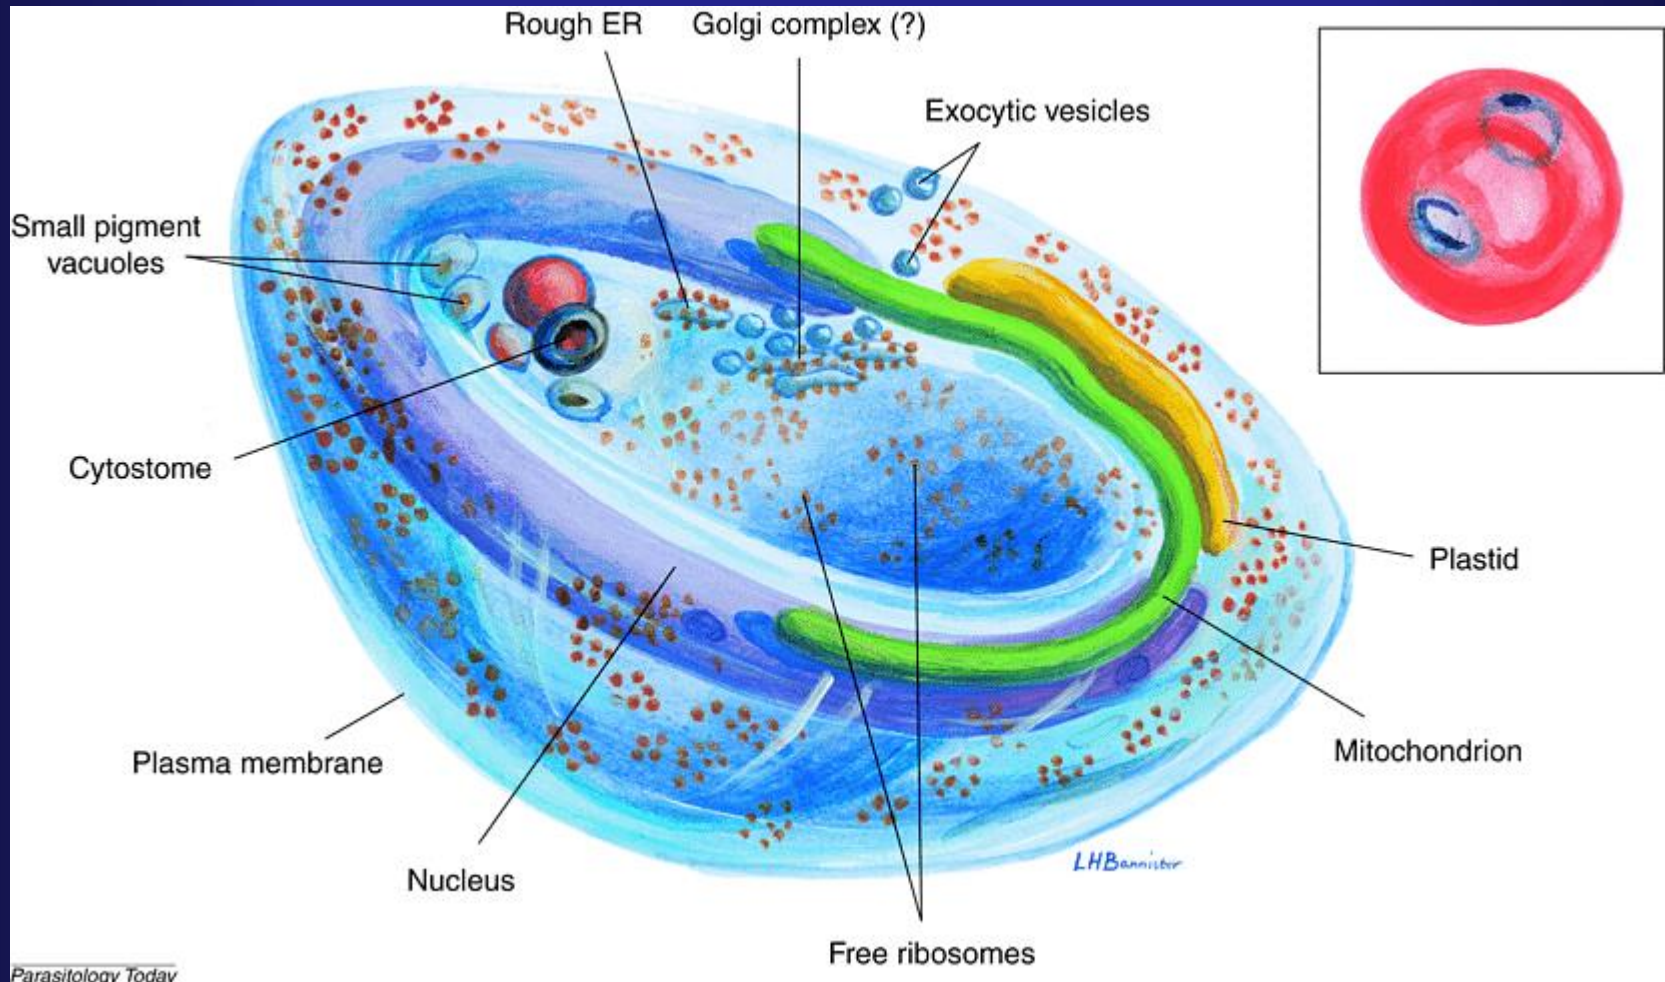 Rough ER
Golgi complex (?)
Exocytic vesicles
Small pigment
vacuoles
Cytostome
Plastid
Plasma membrane
Mitochondrion
Nucleus
LHBannister
Free ribosomes
Parasitology Today